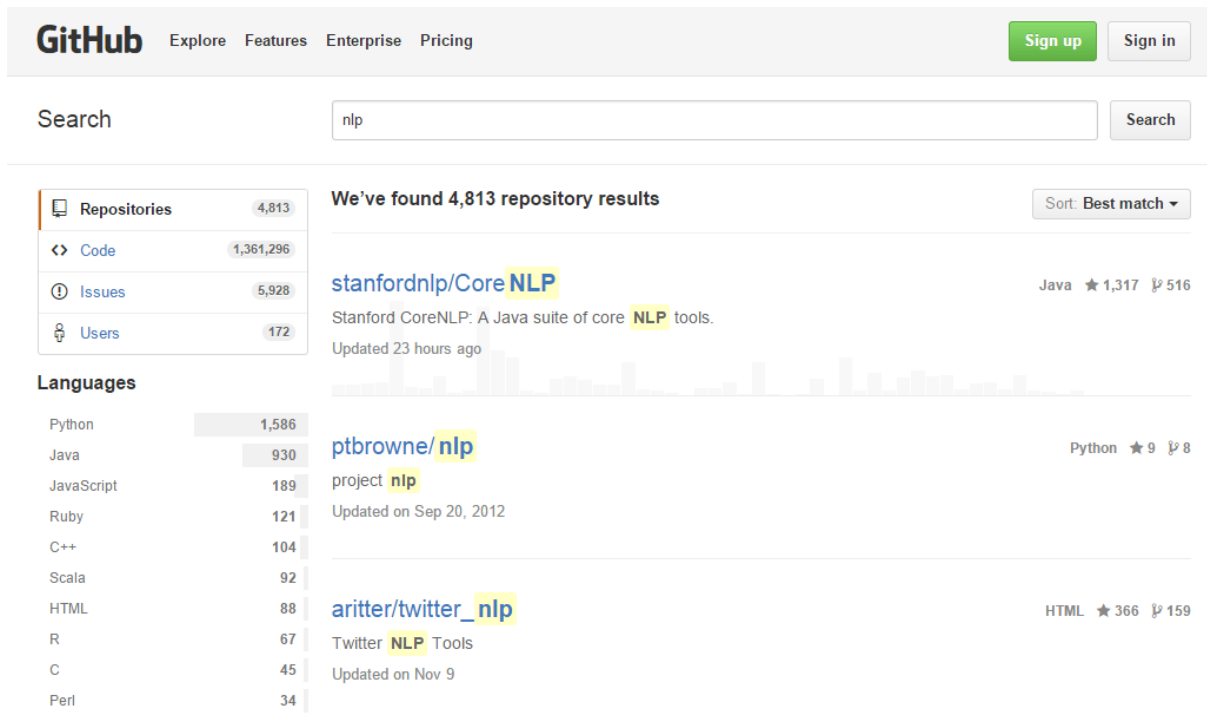 GitHub Explore Features Enterprise Pricing Sign up Sign in
Search nlp Search
Repositories 4,813
Code 1,361,296
Issues 5,928
Users 172
Languages
Python 1,586
Java 930
JavaScript 189
Ruby 121
C++ 104
Scala 92
HTML 88
R 67
C 45
Perl 34
We've found 4,813 repository results Sort: Best match
stanfordnlp/CoreNLP Java 1,317 516
Stanford CoreNLP: A Java suite of core NLP tools.
Updated 23 hours ago
ptbrowne/nlp Python 9 8
project nlp
Updated on Sep 20, 2012
aritter/twitter_nlp HTML 366 159
Twitter NLP Tools
Updated on Nov 9